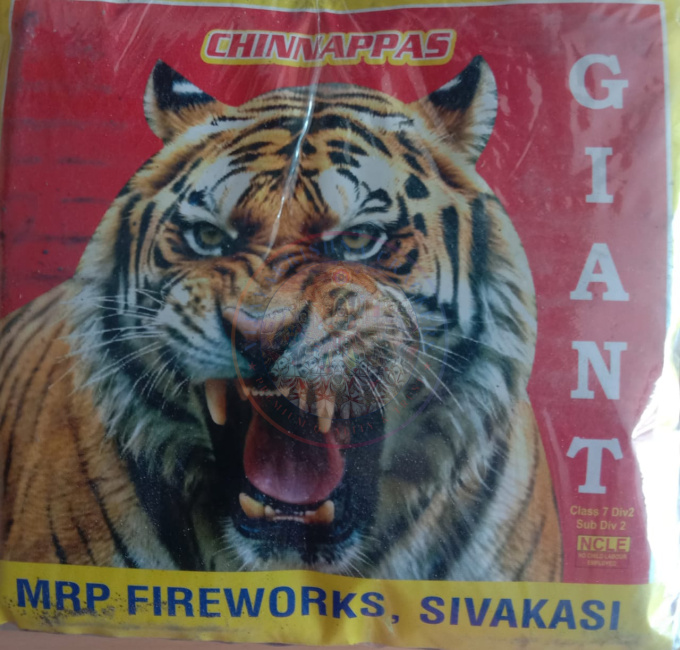 CHINNAPPAS
GIANT
Class 7 Div2
Sub Div 2
NCLE
MRP FIREWORKS, SIVAKASI